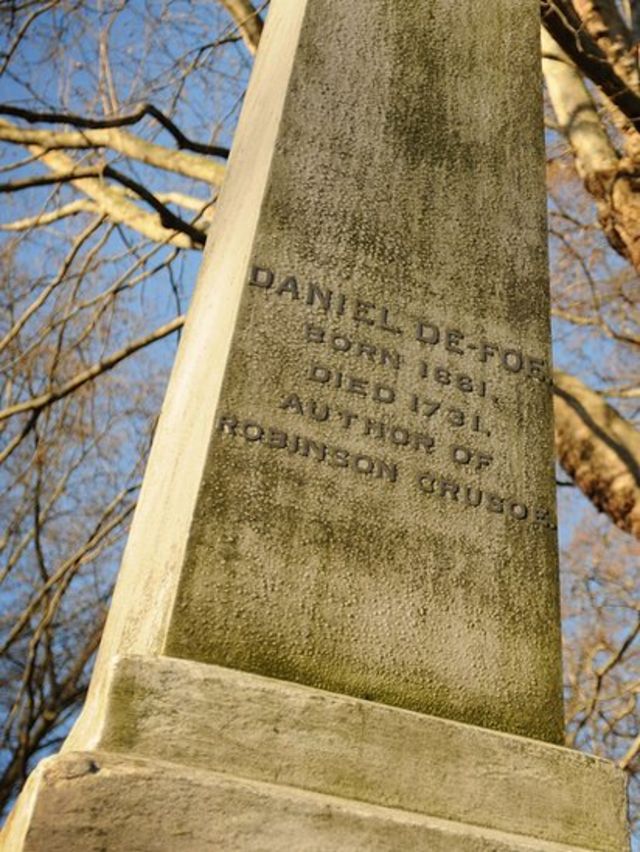 DANIEL DE-FOE.
BORN 1661.
DIED 1731.
AUTHOR OF
ROBINSON CRUSOE.